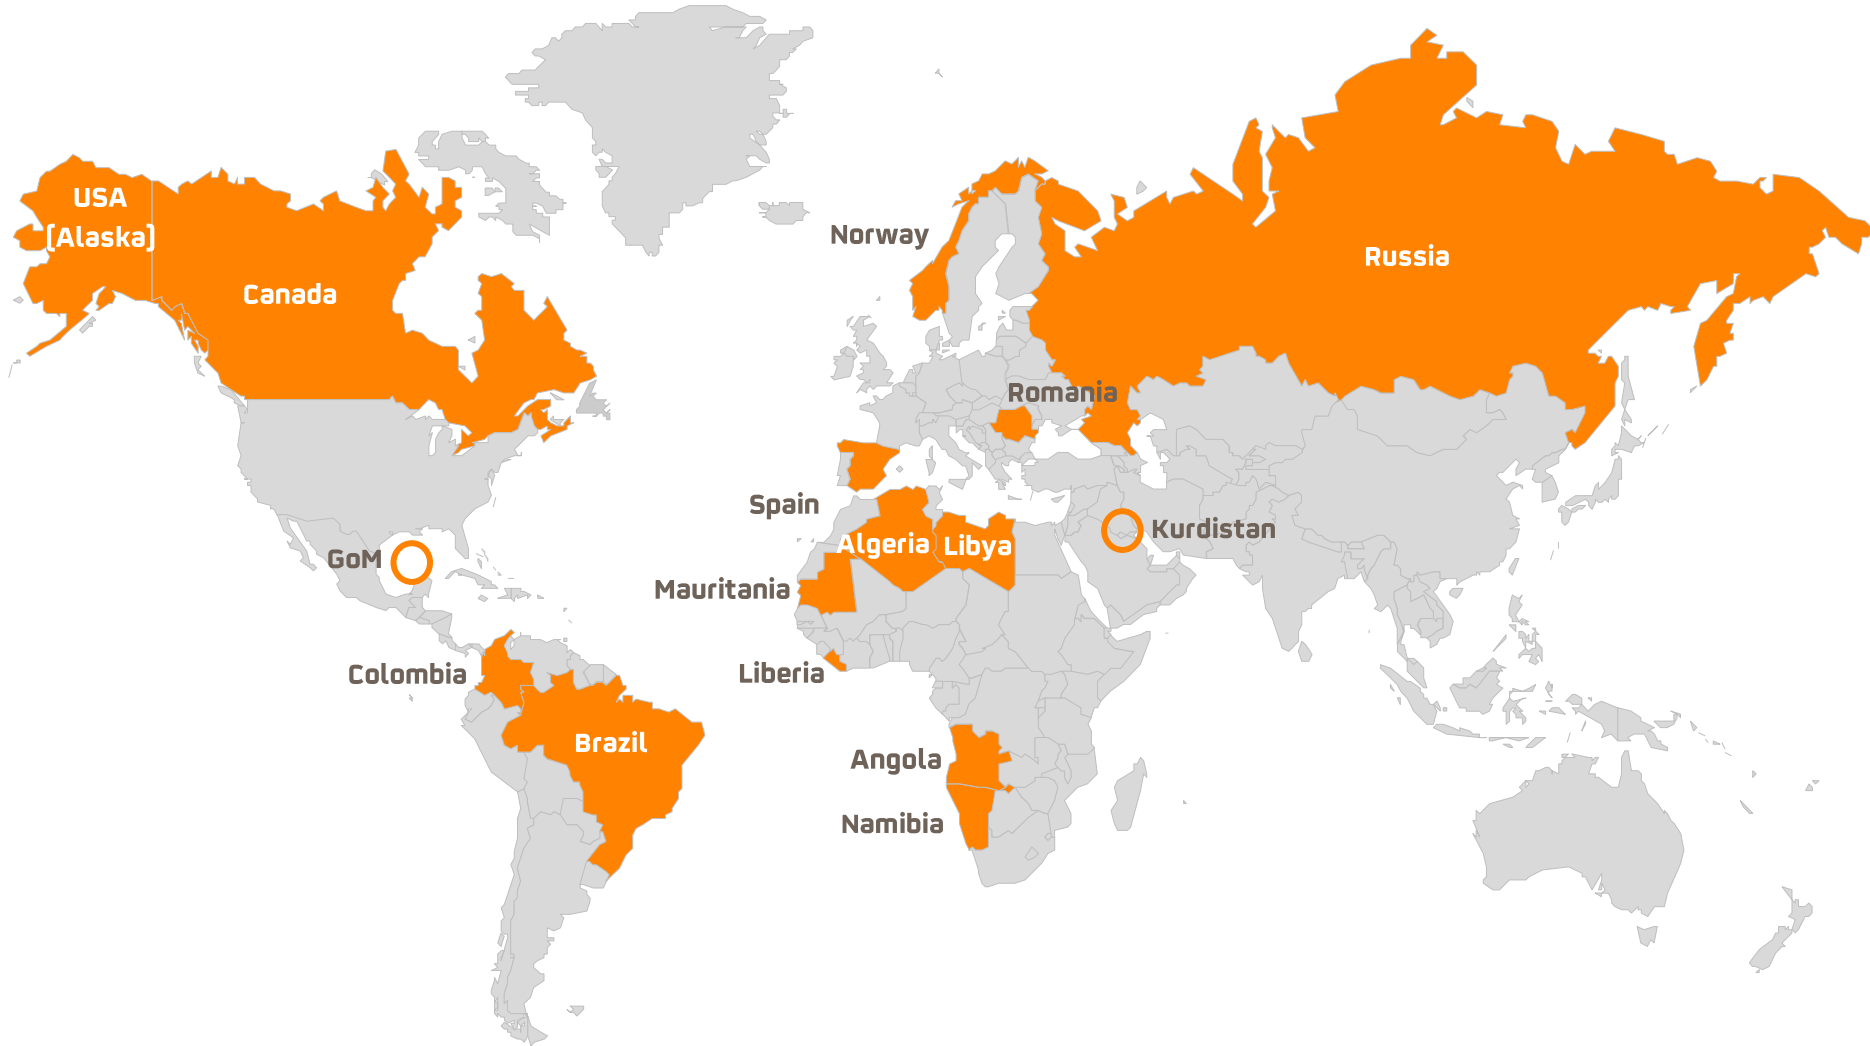 USA
[Alaska]
Canada
Norway
Russia
Romania
Spain
GoM
Algeria
Libya
Kurdistan
Mauritania
Colombia
Liberia
Brazil
Angola
Namibia